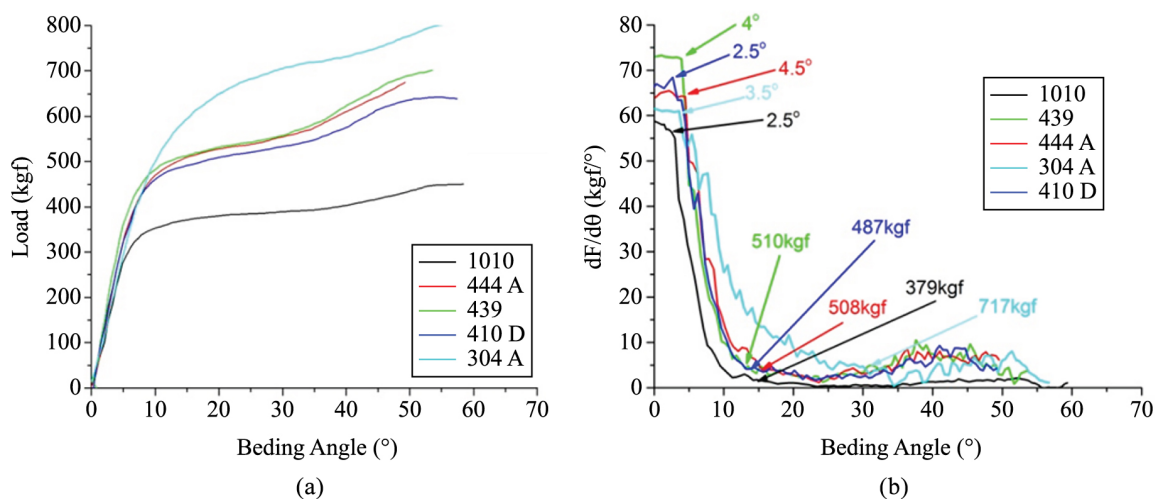 800
700
600
500
400
300
200
100
0
Load (kgf)
0 10 20 30 40 50 60 70
Beding Angle (°)
1010
444 A
439
410 D
304 A
(a)
80
70
60
50
40
30
20
10
0
dF/dθ (kgf/°)
0 10 20 30 40 50 60 70
Beding Angle (°)
4°
2.5°
4.5°
3.5°
2.5°
1010
439
444 A
304 A
410 D
487kgf
510kgf
379kgf
508kgf
717kgf
(b)